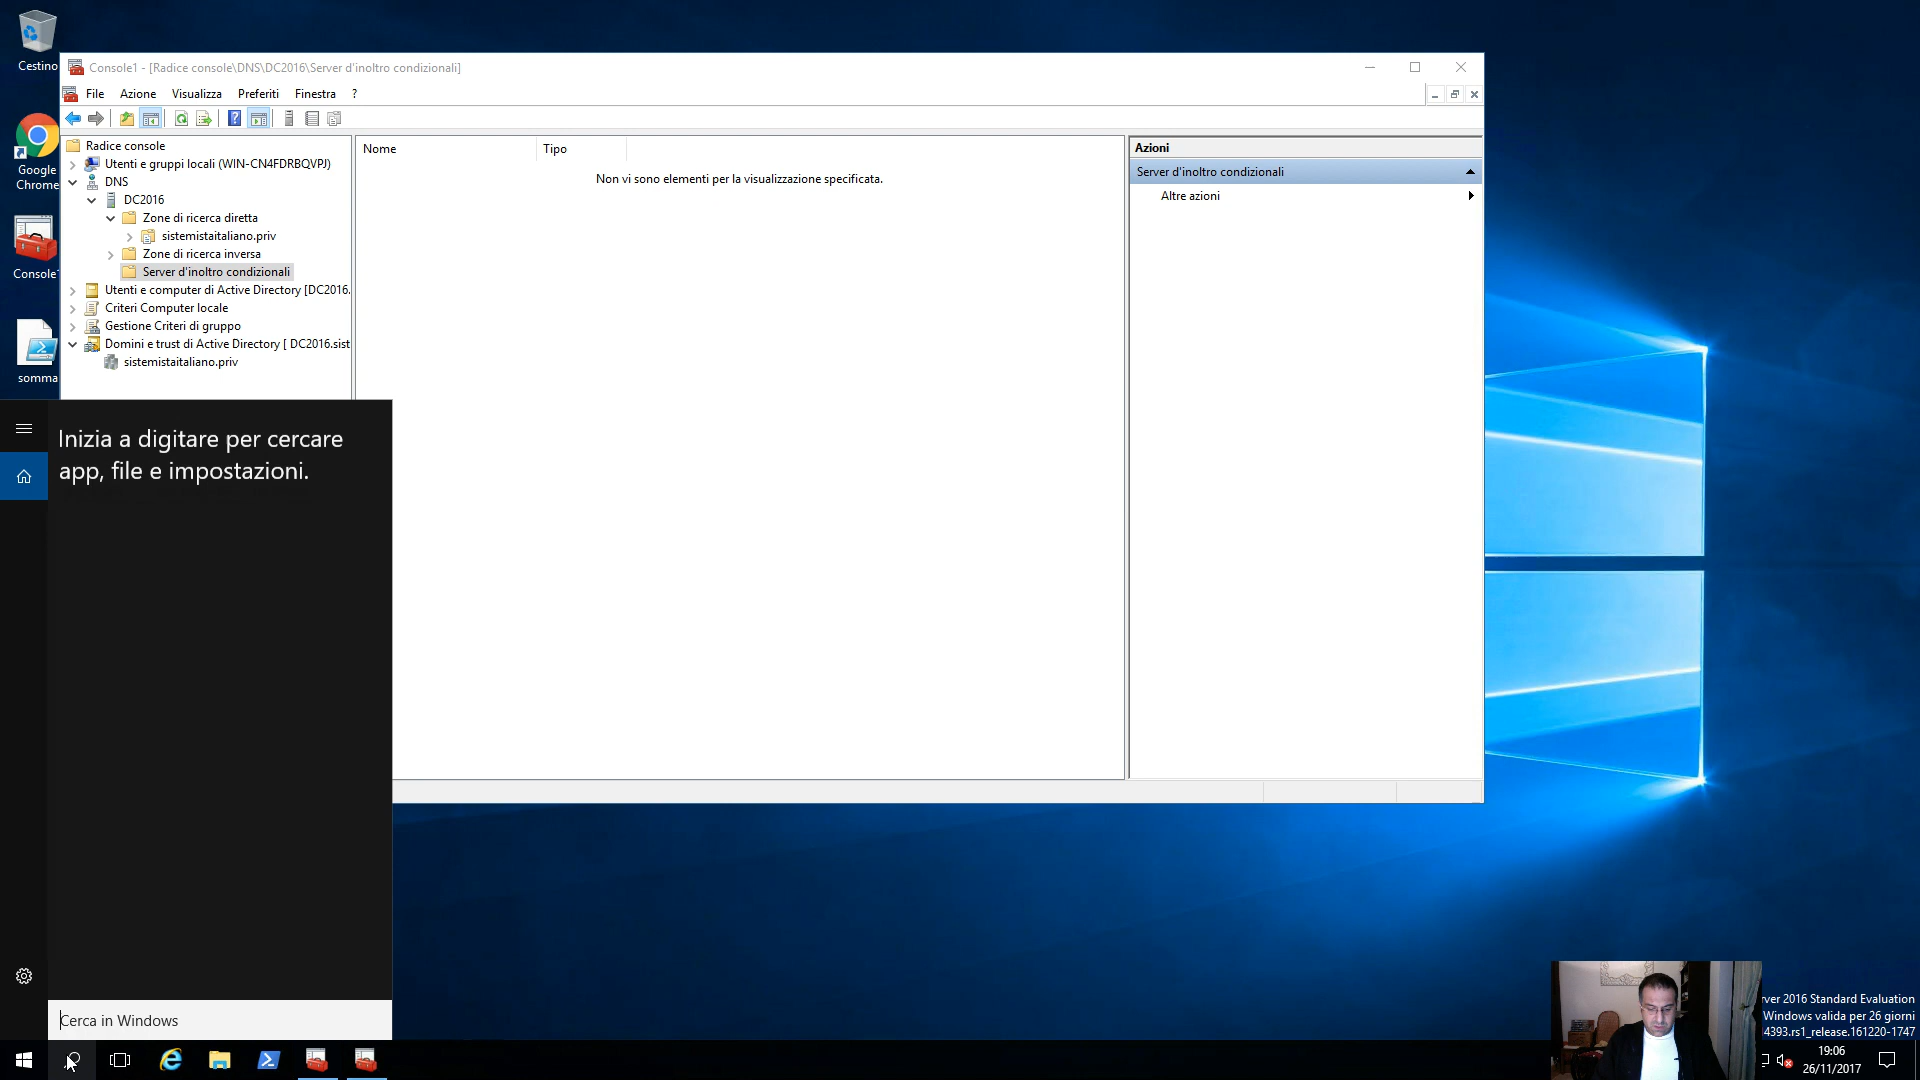 Cestino
Google
Chrome
Console1
somma
Console1 - [Radice console\DNS\DC2016\Server d'inoltro condizionali]
File Azione Visualizza Preferiti Finestra ?
Radice console
Utenti e gruppi locali (WIN-CN4FDRBQVPJ)
DNS
DC2016
Zone di ricerca diretta
sistemistaitaliano.priv
Zone di ricerca inversa
Server d'inoltro condizionali
Utenti e computer di Active Directory [DC2016.
Criteri Computer locale
Gestione Criteri di gruppo
Domini e trust di Active Directory [ DC2016.sist
sistemistaitaliano.priv
Nome Tipo
Non vi sono elementi per la visualizzazione specificata.
Azioni
Server d'inoltro condizionali
Altre azioni
Inizia a digitare per cercare
app, file e impostazioni.
Cerca in Windows
rver 2016 Standard Evaluation
Windows valida per 26 giorni
4393.rs1_release.161220-1747
19:06
26/11/2017